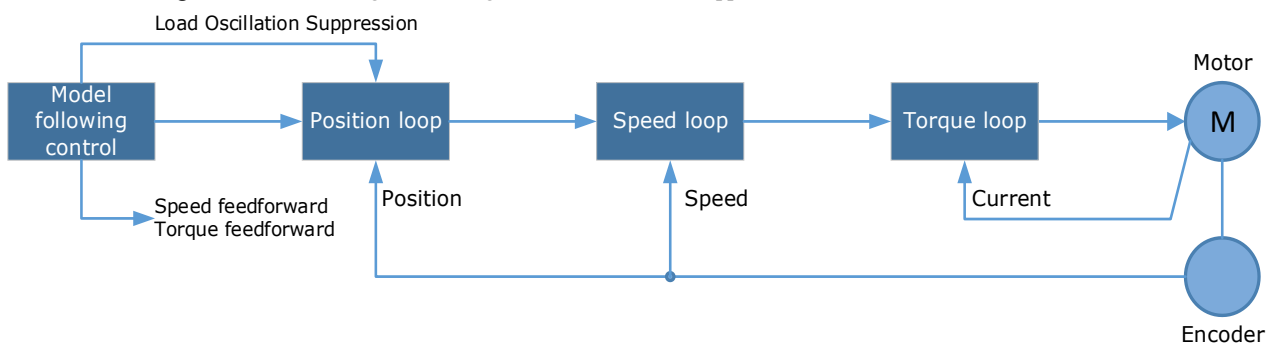 Load Oscillation Suppression
Motor
Model
following
control
Position loop
Speed loop
Torque loop
M
Position
Speed
Current
Speed feedforward
Torque feedforward
Encoder